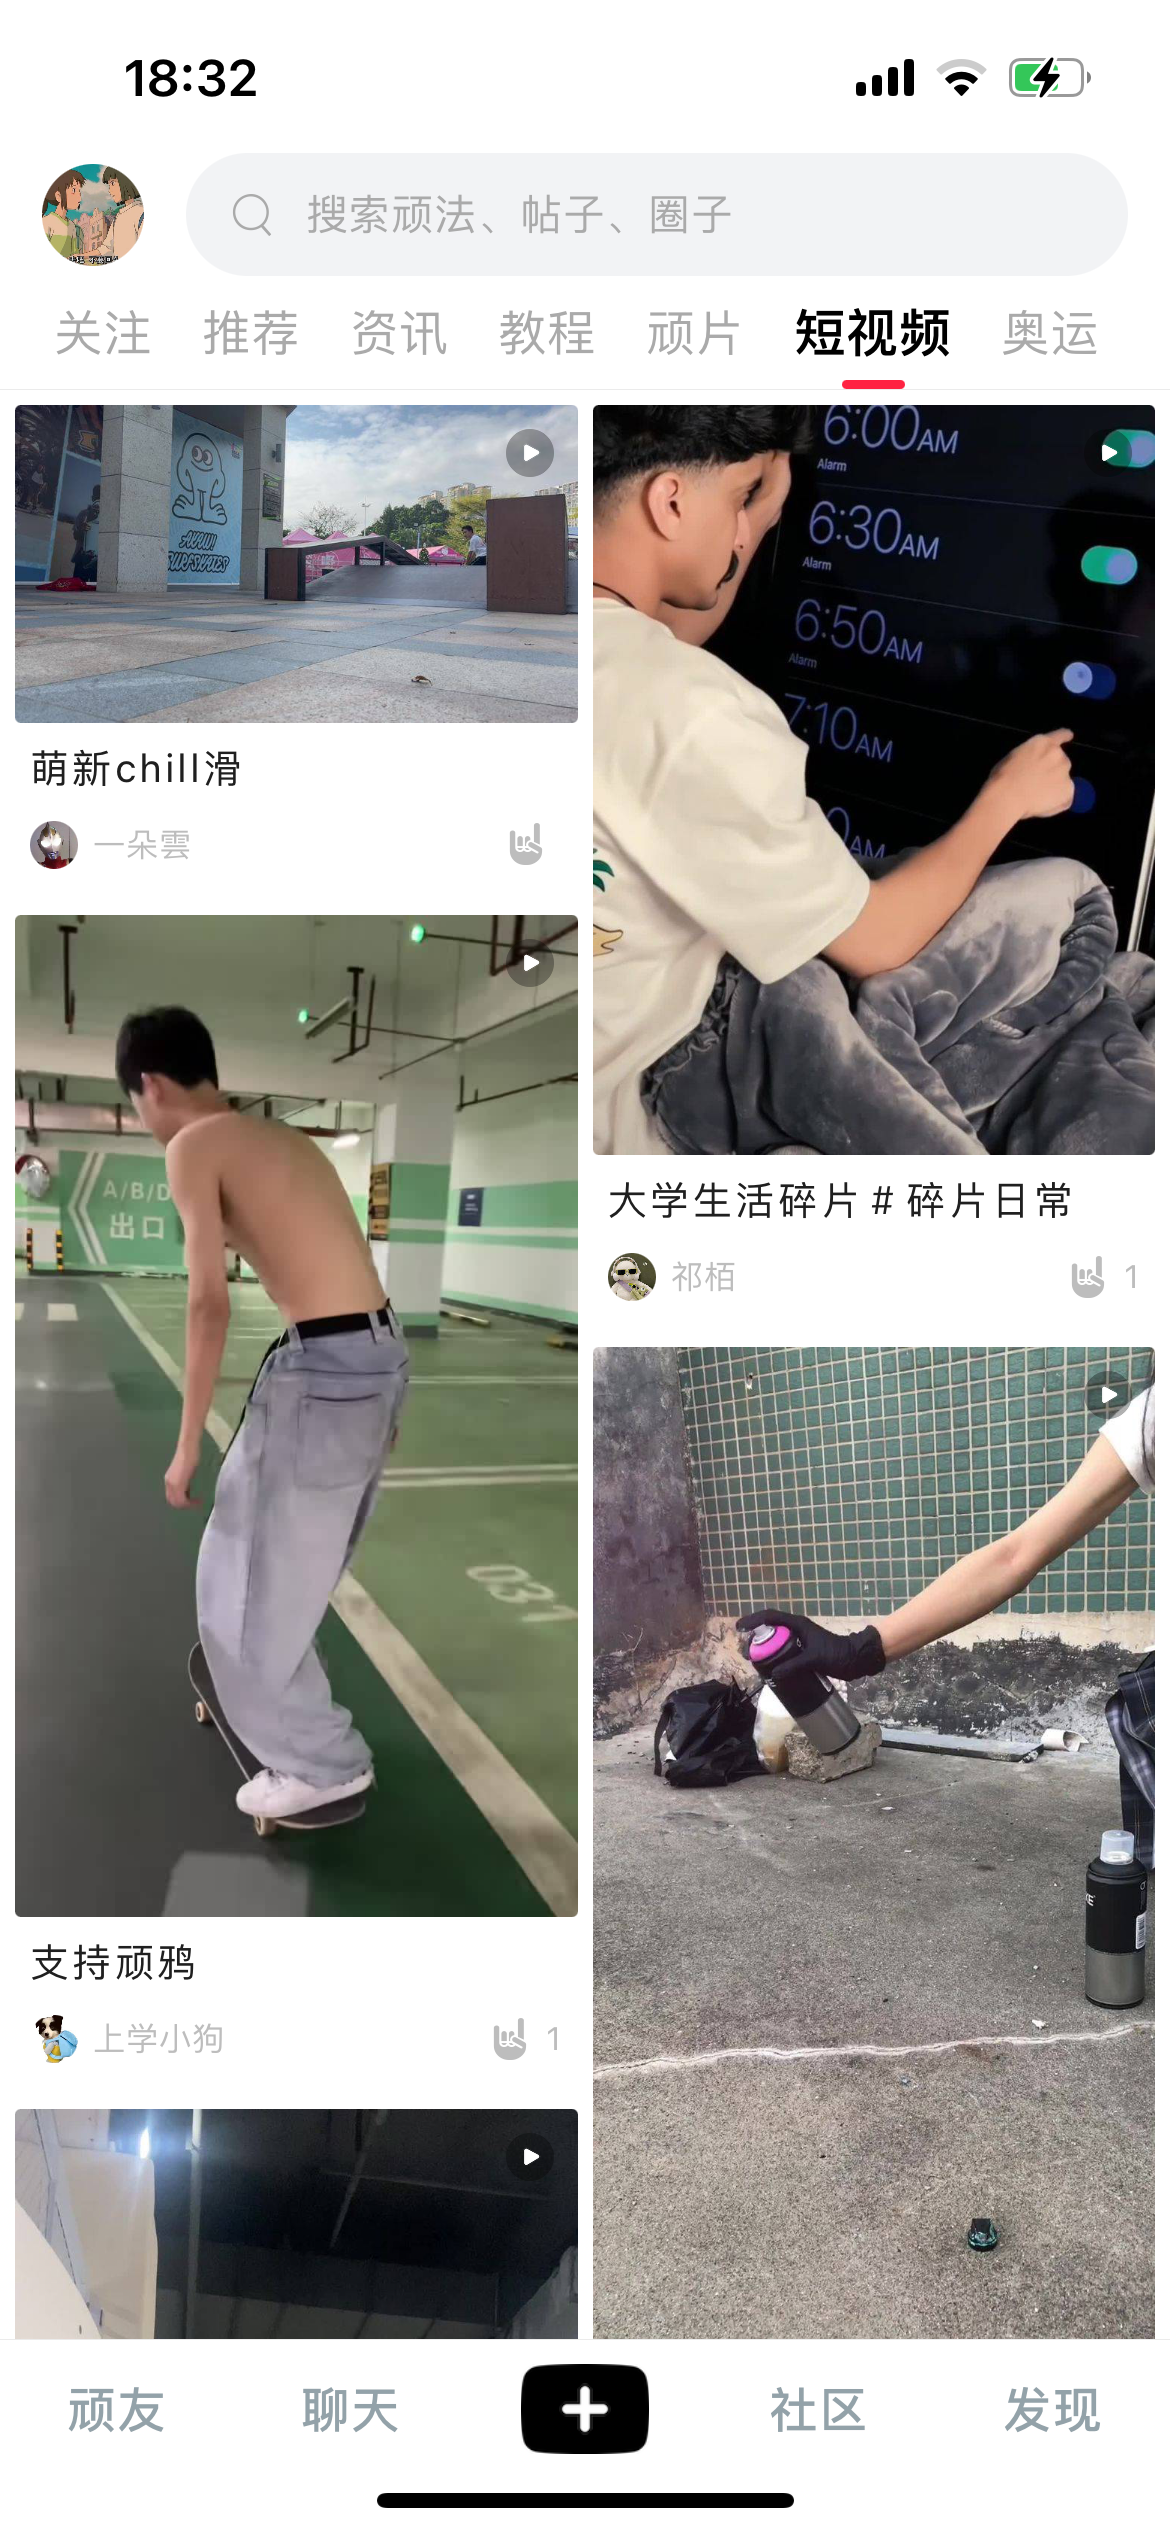 18:32
搜索顽法、帖子、圈子
关注 推荐 资讯 教程 顽片 短视频 奥运
萌新chill滑
一朵雲
6:00AM
Alarm
6:30AM
Alarm
6:50AM
Alarm
7:10AM
0AM
大学生活碎片 # 碎片日常
祁栢 1
A/B/D
出口
031
支持顽鸦
上学小狗 1
顽友 聊天 社区 发现